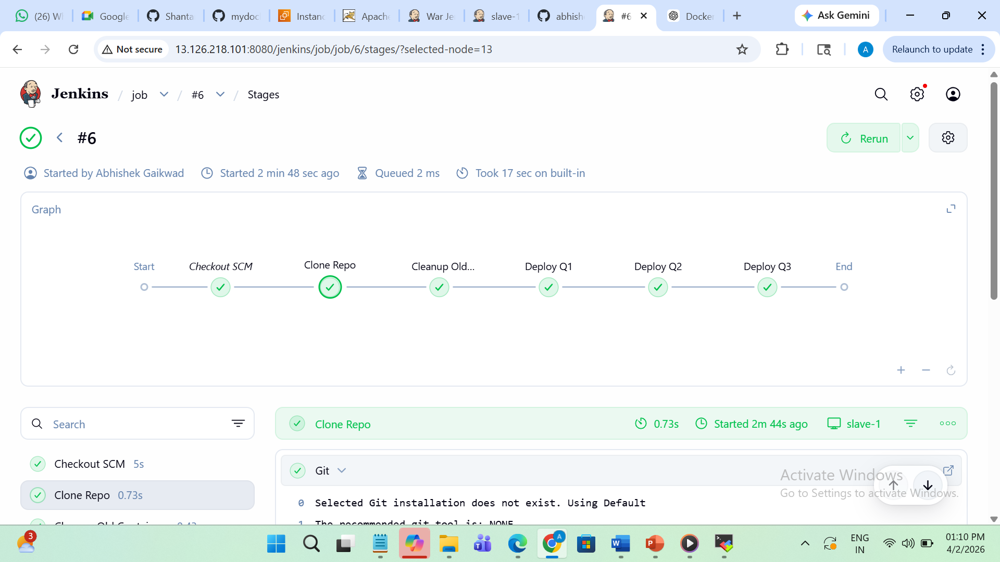 (26) W
Google
Shanta
mydoc
Instanc
Apache
War Je
slave-1
abhish
#6
Docker
Ask Gemini
Not secure
13.126.218.101:8080/jenkins/job/job/6/stages/?selected-node=13
A
Relaunch to update
Jenkins / job / #6 / Stages
#6
Rerun
Started by Abhishek Gaikwad
Started 2 min 48 sec ago
Queued 2 ms
Took 17 sec on built-in
Graph
Start
Checkout SCM
Clone Repo
Cleanup Old...
Deploy Q1
Deploy Q2
Deploy Q3
End
Search
Clone Repo
0.73s
Started 2m 44s ago
slave-1
Checkout SCM 5s
Clone Repo 0.73s
Git
0 Selected Git installation does not exist. Using Default
1 The recommended git tool is: NONE
Activate Windows
Go to Settings to activate Windows.
3
A
ENG
IN
01:10 PM
4/2/2026